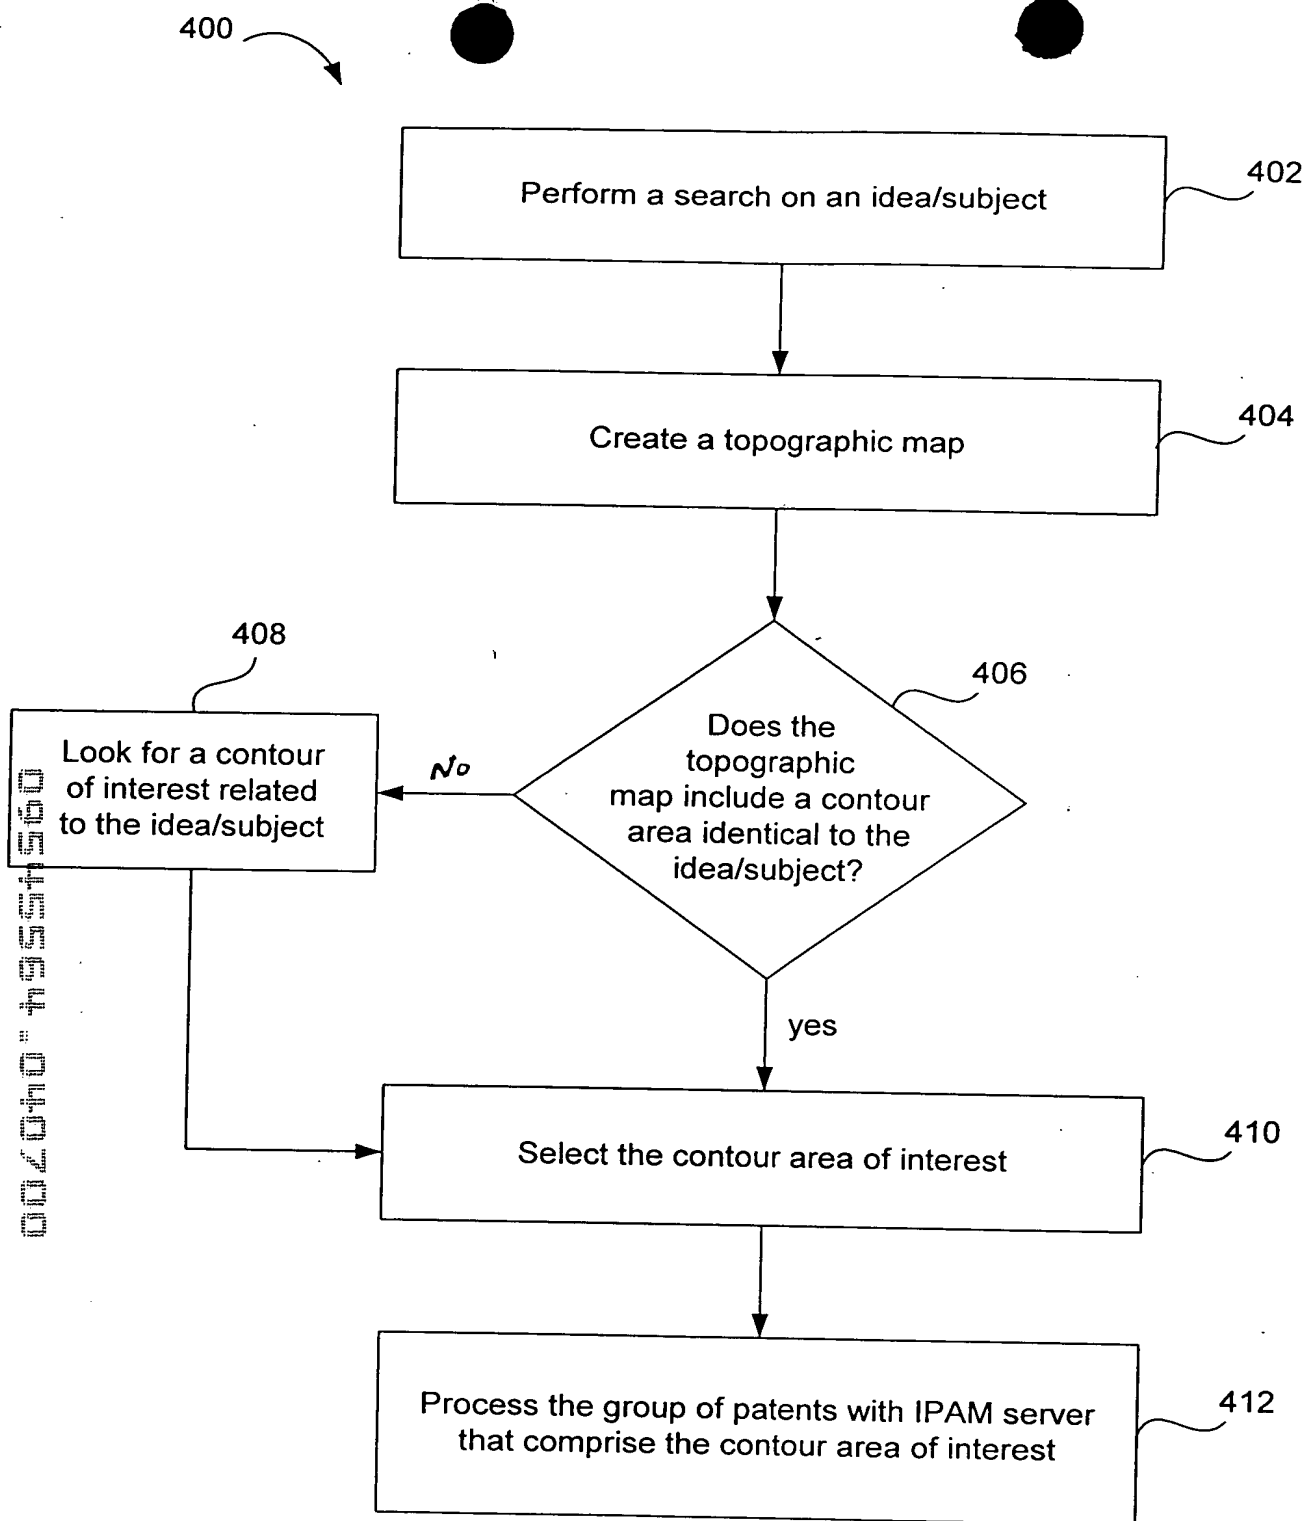 400
Perform a search on an idea/subject
402
Create a topographic map
404
406
Does the
topographic
map include a contour
area identical to the
idea/subject?
No
408
Look for a contour
of interest related
to the idea/subject
yes
Select the contour area of interest
410
Process the group of patents with IPAM server
that comprise the contour area of interest
412
09545564.040700